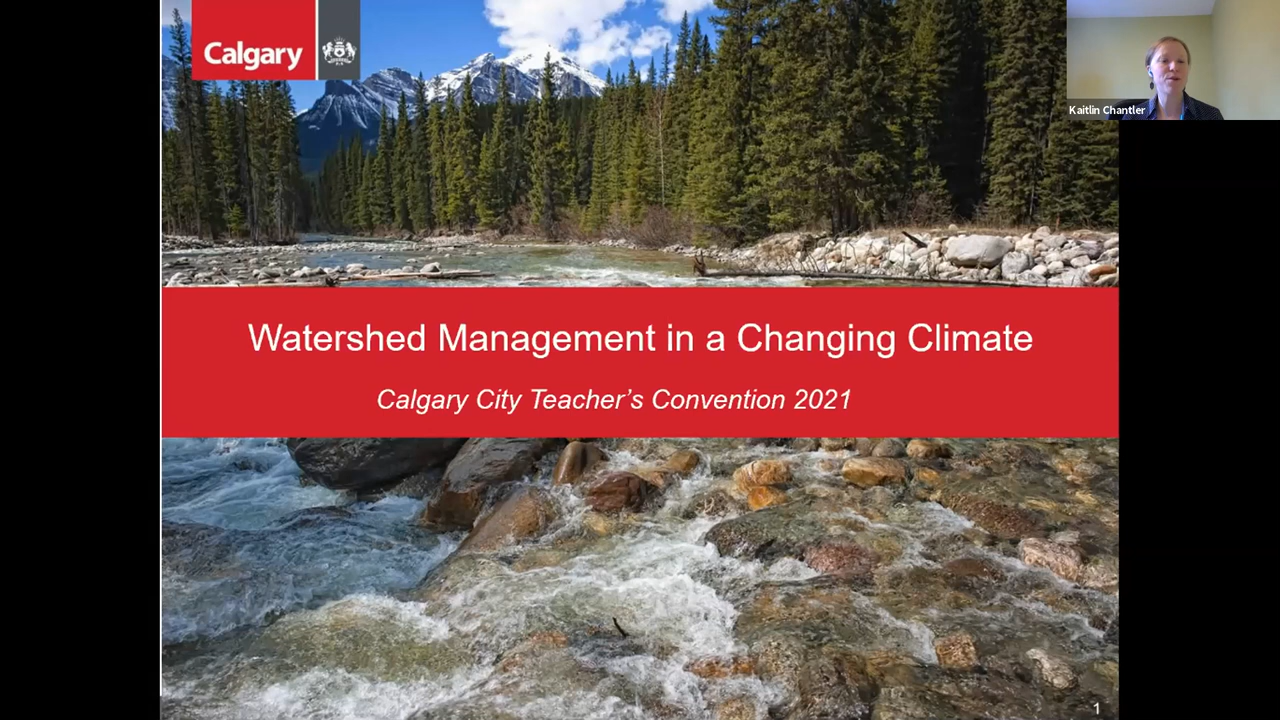 Calgary
Kaitlin Chantler
Watershed Management in a Changing Climate
Calgary City Teacher's Convention 2021
1